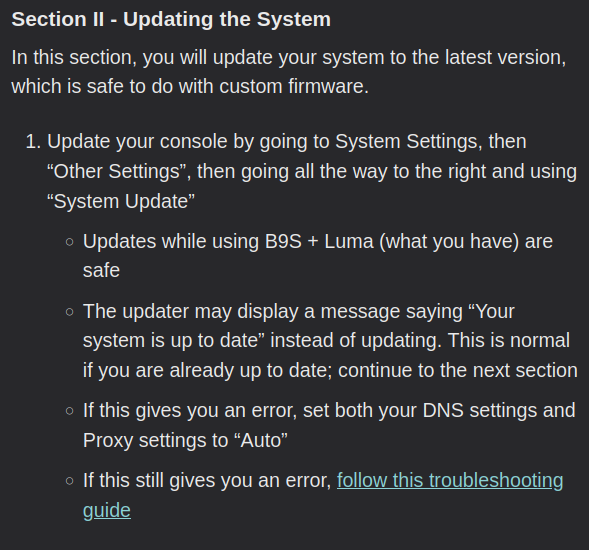 Section II - Updating the System
In this section, you will update your system to the latest version,
which is safe to do with custom firmware.
1. Update your console by going to System Settings, then
“Other Settings”, then going all the way to the right and using
“System Update”
○ Updates while using B9S + Luma (what you have) are
safe
○ The updater may display a message saying “Your
system is up to date” instead of updating. This is normal
if you are already up to date; continue to the next section
○ If this gives you an error, set both your DNS settings and
Proxy settings to “Auto”
○ If this still gives you an error, follow this troubleshooting
guide